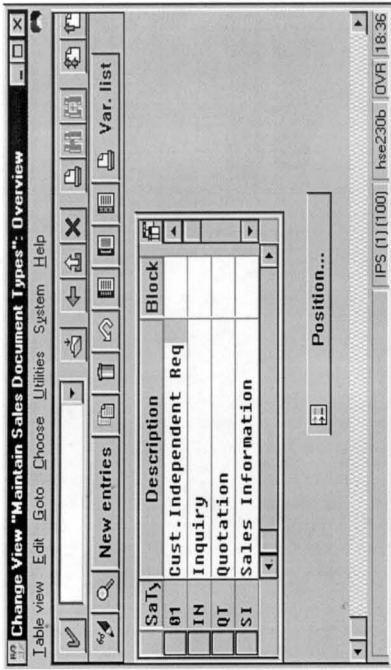 Change View "Maintain Sales Document Types": Overview
Table view Edit Goto Choose Utilities System Help
New entries Var. list
SaTy Description Block
01 Cust.Independent Req
IN Inquiry
QT Quotation
SI Sales Information
Position...
IPS (1) (100) hse230b OVR 18:36